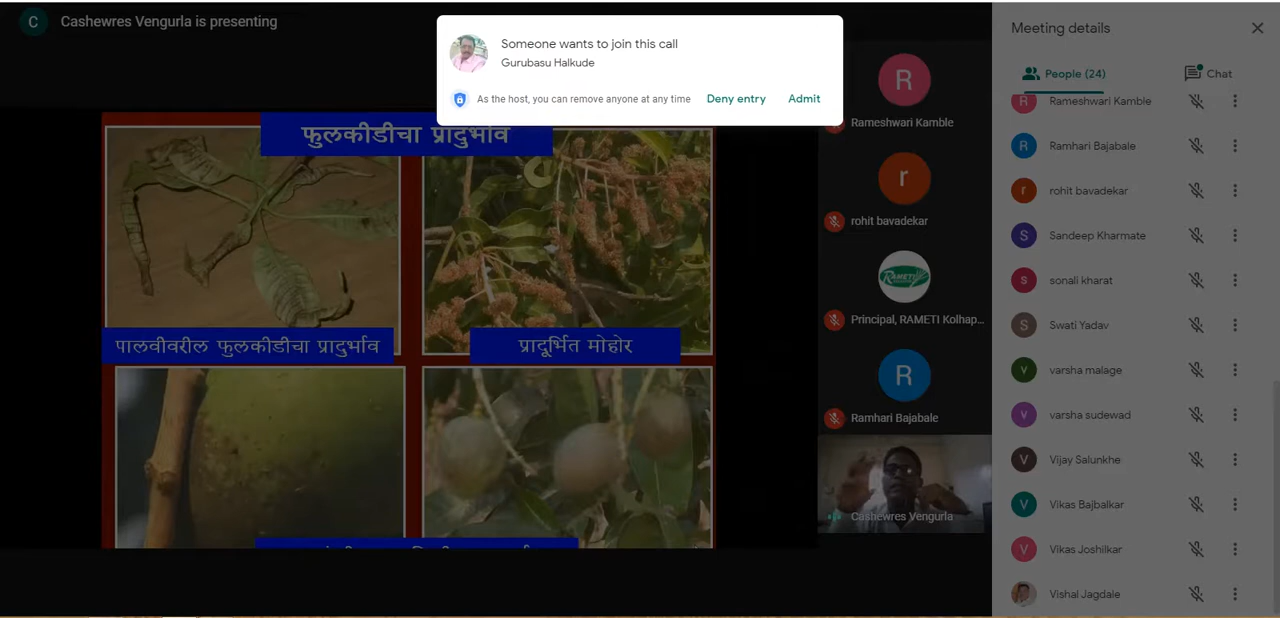 C
Cashewres Vengurla is presenting
Someone wants to join this call
Gurubasu Halkude
As the host, you can remove anyone at any time
Deny entry
Admit
फुलकीडीचा प्रादुर्भाव
पालवीवरील फुलकीडीचा प्रादुर्भाव
प्रादूर्भित मोहोर
R
Rameshwari Kamble
r
rohit bavadekar
RAMETI
Principal, RAMETI Kolhap...
R
Ramhari Bajabale
Cashewres Vengurla
Meeting details
People (24)
Chat
R
Rameshwari Kamble
R
Ramhari Bajabale
r
rohit bavadekar
S
Sandeep Kharmate
s
sonali kharat
S
Swati Yadav
v
varsha malage
v
varsha sudewad
V
Vijay Salunkhe
V
Vikas Bajbalkar
V
Vikas Joshilkar
Vishal Jagdale